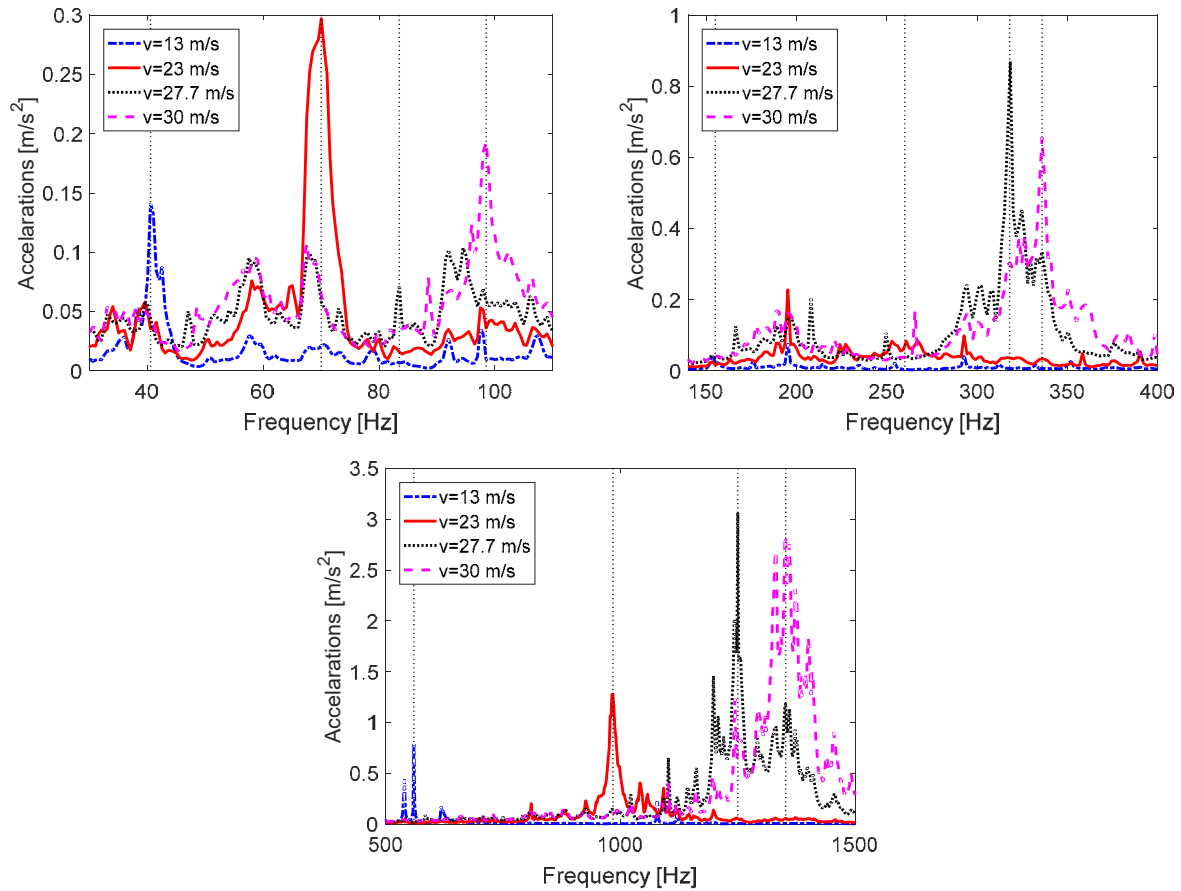 0.3
0.25
0.2
0.15
0.1
0.05
0
Accelarations [m/s²]
v=13 m/s
v=23 m/s
v=27.7 m/s
v=30 m/s
40 60 80 100
Frequency [Hz]
1
0.8
0.6
0.4
0.2
0
Accelarations [m/s²]
v=13 m/s
v=23 m/s
v=27.7 m/s
v=30 m/s
150 200 250 300 350 400
Frequency [Hz]
3.5
3
2.5
2
1.5
1
0.5
0
Accelarations [m/s²]
v=13 m/s
v=23 m/s
v=27.7 m/s
v=30 m/s
500 1000 1500
Frequency [Hz]